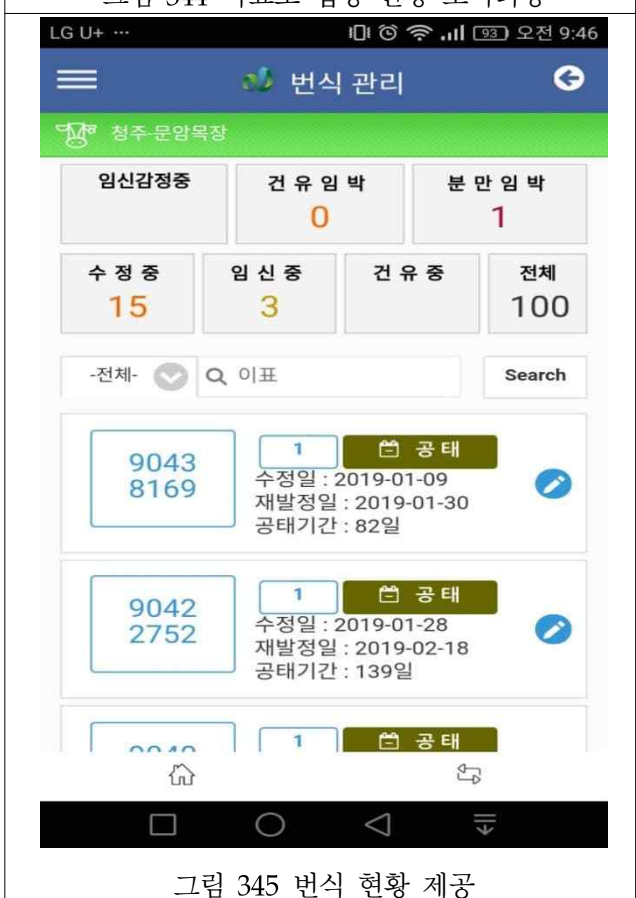 LG U+ ··· 93 오전 9:46
번식 관리
청주-문암목장
임신감정중 건 유 임 박 분 만 임 박
0 1
수 정 중 임 신 중 건 유 중 전체
15 3 100
-전체- 이표 Search
9043
8169
1 공 태
수정일 : 2019-01-09
재발정일 : 2019-01-30
공태기간 : 82일
9042
2752
1 공 태
수정일 : 2019-01-28
재발정일 : 2019-02-18
공태기간 : 139일
1 공 태
그림 345 번식 현황 제공